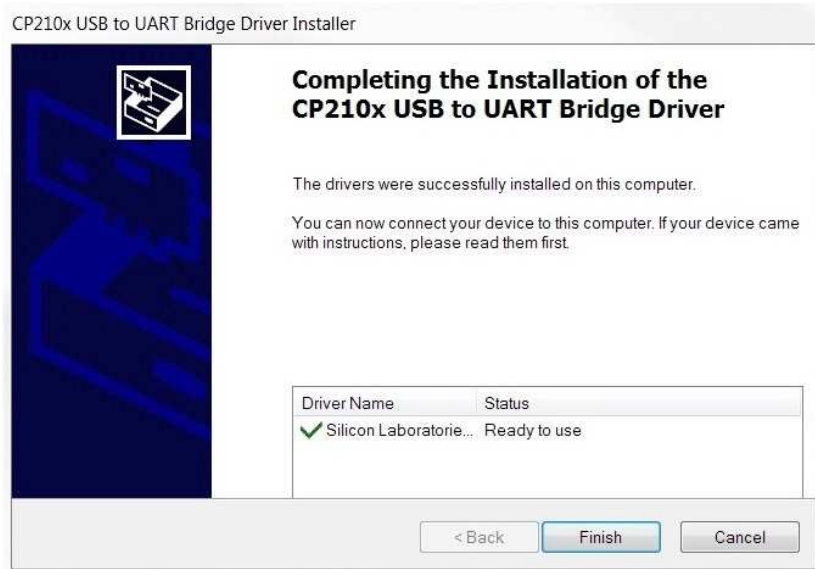 CP210x USB to UART Bridge Driver Installer
Completing the Installation of the
CP210x USB to UART Bridge Driver
The drivers were successfully installed on this computer.
You can now connect your device to this computer. If your device came
with instructions, please read them first.
Driver Name Status
Silicon Laboratorie... Ready to use
< Back Finish Cancel